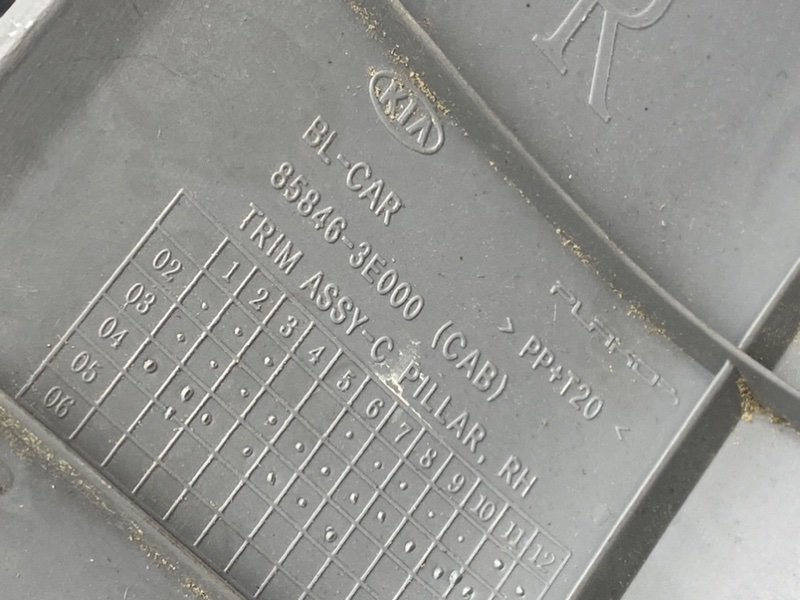 R
KIA
BL-CAR
85846-3E000 (CAB)
TRIM ASSY-C PILLAR, RH
> PP+T20 <
1 2 3 4 5 6 7 8 9 10 11 12
02
03
04
05
06